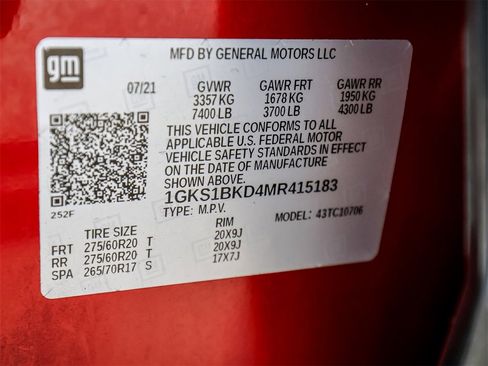 gm
MFD BY GENERAL MOTORS LLC
07/21 GVWR GAWR FRT GAWR RR
3357 KG 1678 KG 1950 KG
7400 LB 3700 LB 4300 LB
THIS VEHICLE CONFORMS TO ALL
APPLICABLE U.S. FEDERAL MOTOR
VEHICLE SAFETY STANDARDS IN EFFECT
ON THE DATE OF MANUFACTURE
SHOWN ABOVE.
1GKS1BKD4MR415183
252F TYPE: M.P.V. MODEL: 43TC10706
TIRE SIZE RIM
FRT 275/60R20 T 20X9J
RR 275/60R20 T 20X9J
SPA 265/70R17 S 17X7J